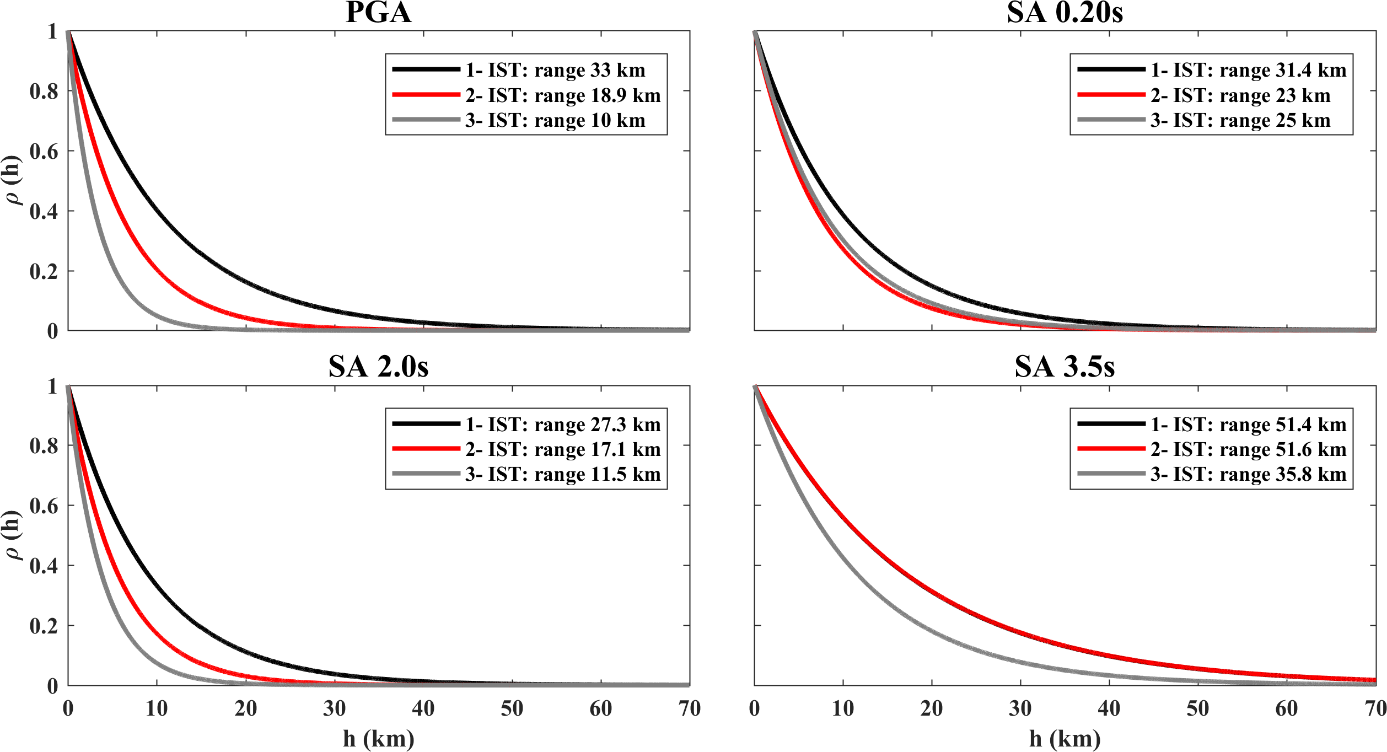 PGA
1- IST: range 33 km
2- IST: range 18.9 km
3- IST: range 10 km
1
0.8
0.6
0.4
0.2
0
ρ (h)
SA 0.20s
1- IST: range 31.4 km
2- IST: range 23 km
3- IST: range 25 km
SA 2.0s
1- IST: range 27.3 km
2- IST: range 17.1 km
3- IST: range 11.5 km
1
0.8
0.6
0.4
0.2
0
ρ (h)
0 10 20 30 40 50 60 70
h (km)
SA 3.5s
1- IST: range 51.4 km
2- IST: range 51.6 km
3- IST: range 35.8 km
0 10 20 30 40 50 60 70
h (km)